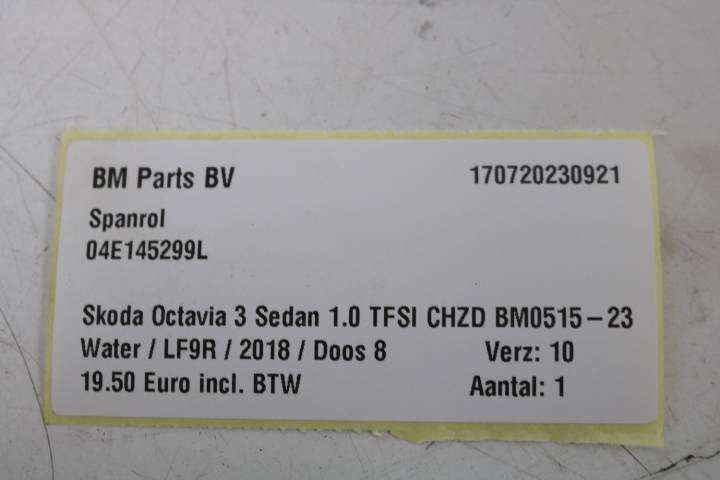 BM Parts BV 170720230921
Spanrol
04E145299L
Skoda Octavia 3 Sedan 1.0 TFSI CHZD BM0515-23
Water / LF9R / 2018 / Doos 8 Verz: 10
19.50 Euro incl. BTW Aantal: 1